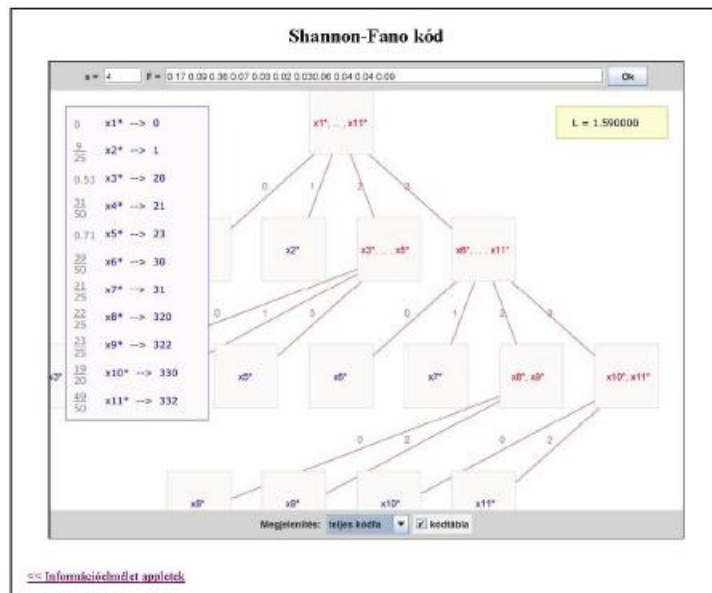 Shannon-Fano kód
s = 4 P = 0.17 0.09 0.36 0.07 0.03 0.02 0.030.06 0.04 0.04 0.09 Ok
L = 1.590000
0 x1* --> 0
9/25 x2* --> 1
0.53 x3* --> 20
31/50 x4* --> 21
0.71 x5* --> 23
39/50 x6* --> 30
21/25 x7* --> 31
22/25 x8* --> 320
23/25 x9* --> 322
19/20 x10* --> 330
49/50 x11* --> 332
x1*, ... , x11*
0 1 2 3
x2* x3*, ... , x5* x6*, ... , x11*
0 1 3 0 1 2 3
x3* x5* x6* x7* x8*, x9* x10*, x11*
0 2 0 2
x8* x9* x10* x11*
Megjelenítés: teljes kódfa kódtábla
<< Információelmélet appletek